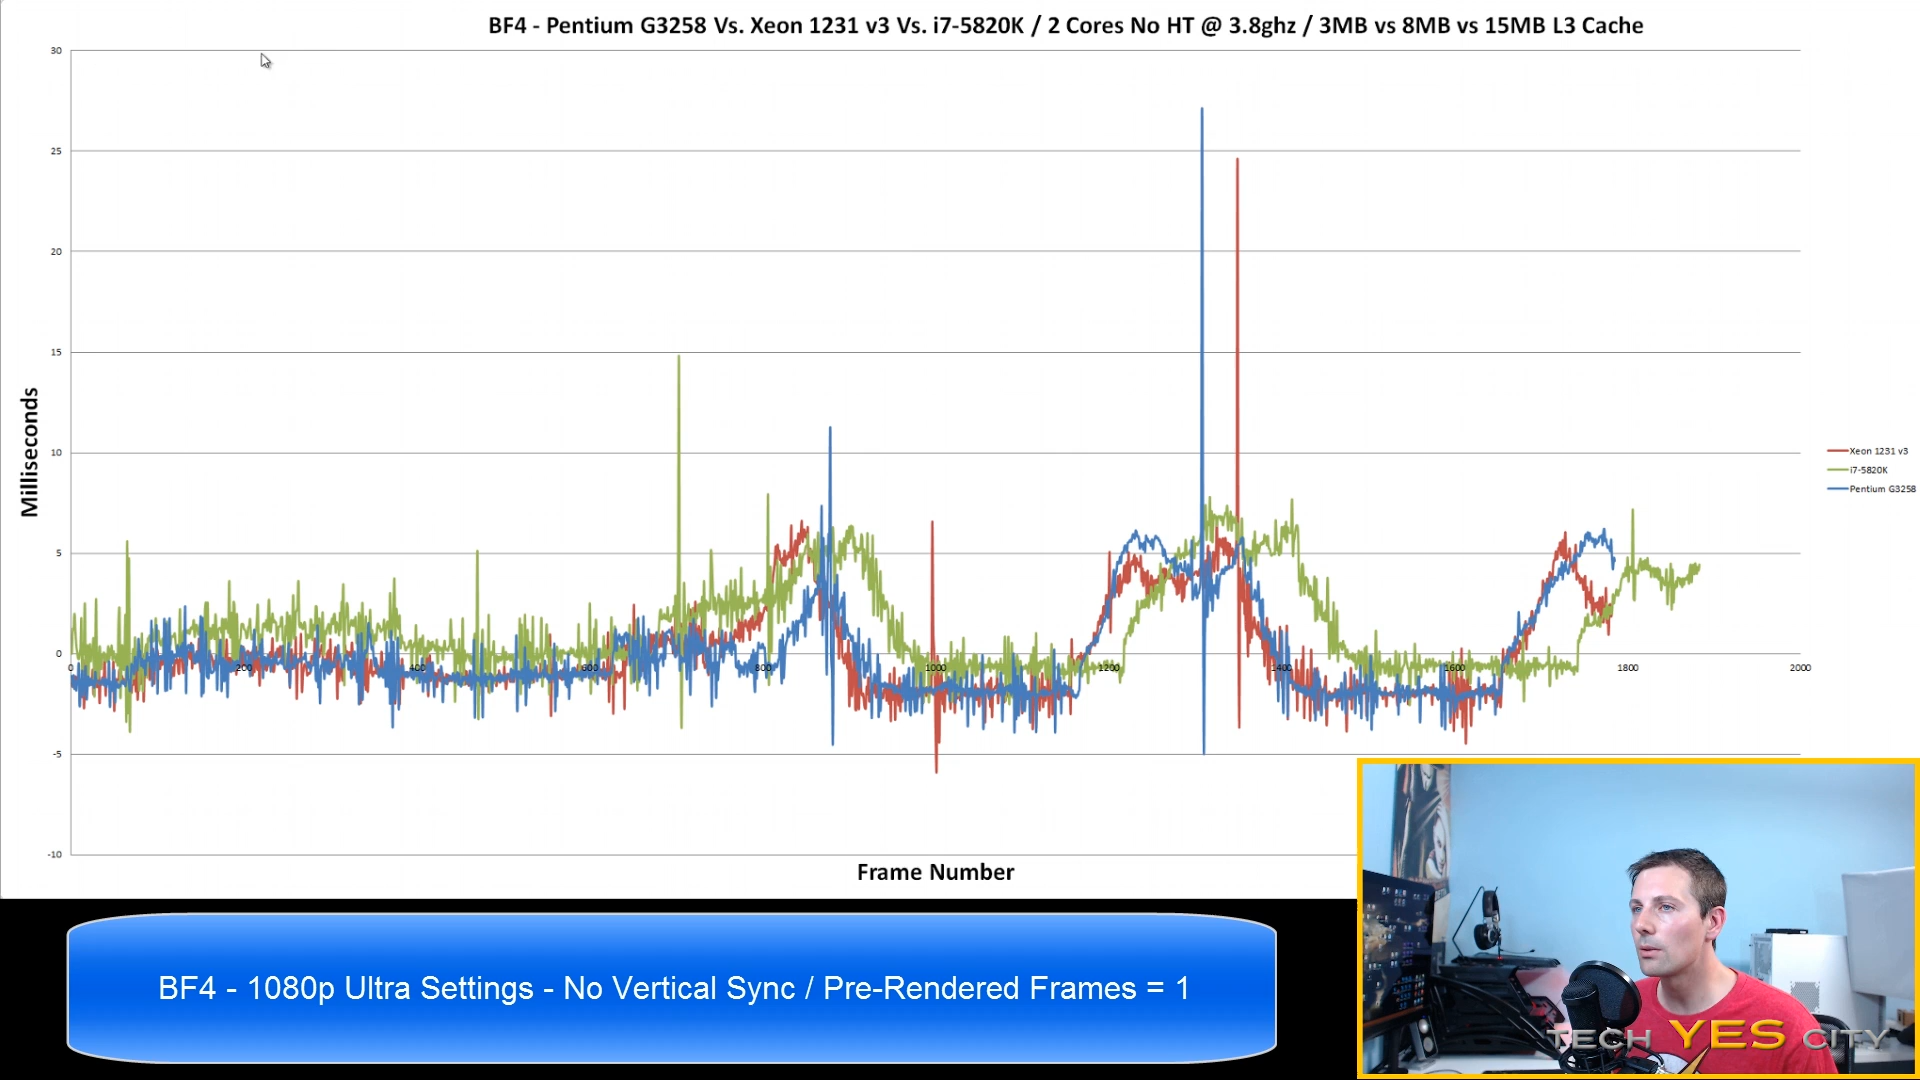 BF4 - Pentium G3258 Vs. Xeon 1231 v3 Vs. i7-5820K / 2 Cores No HT @ 3.8ghz / 3MB vs 8MB vs 15MB L3 Cache
30
25
20
15
10
5
0
-5
-10
Milliseconds
0 200 400 600 800 1000 1200 1400 1600 1800 2000
Frame Number
Xeon 1231 v3
i7-5820K
Pentium G3258
BF4 - 1080p Ultra Settings - No Vertical Sync / Pre-Rendered Frames = 1
TECH YES CITY